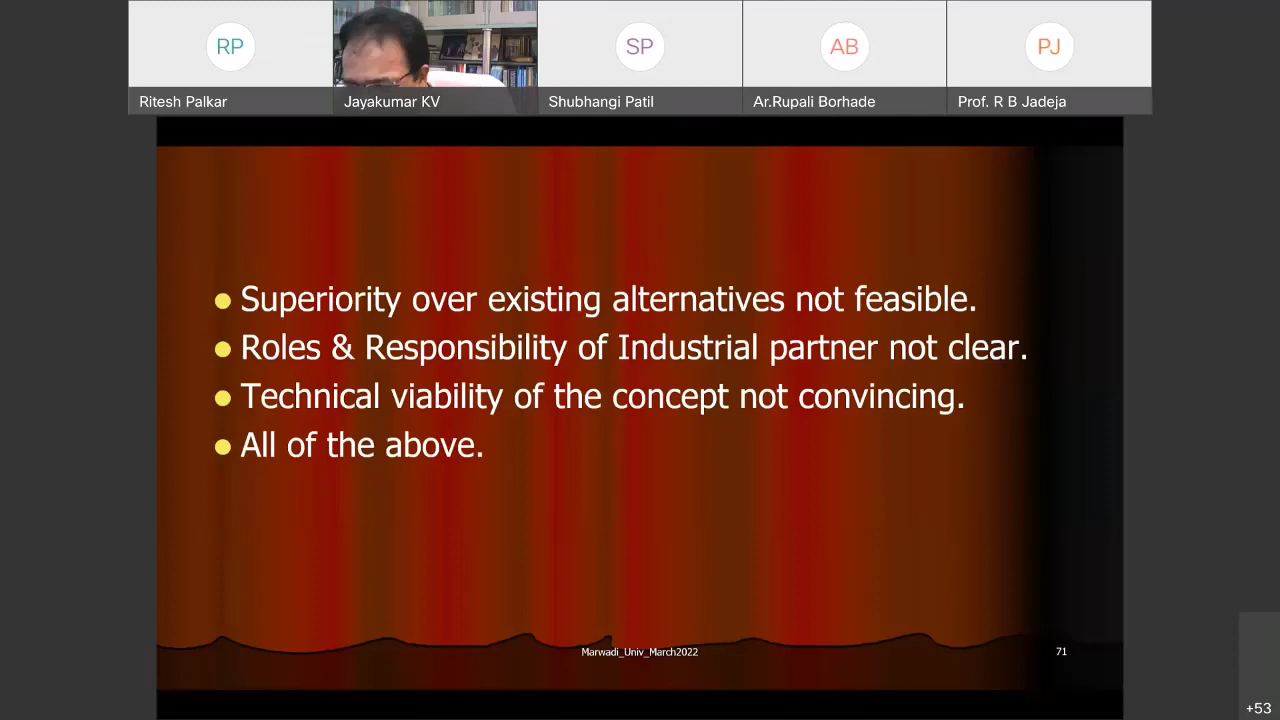 RP
SP
AB
PJ
Ritesh Palkar
Jayakumar KV
Shubhangi Patil
Ar.Rupali Borhade
Prof. R B Jadeja
Superiority over existing alternatives not feasible.
Roles & Responsibility of Industrial partner not clear.
Technical viability of the concept not convincing.
All of the above.
Marwadi_Univ_March2022
71
+53